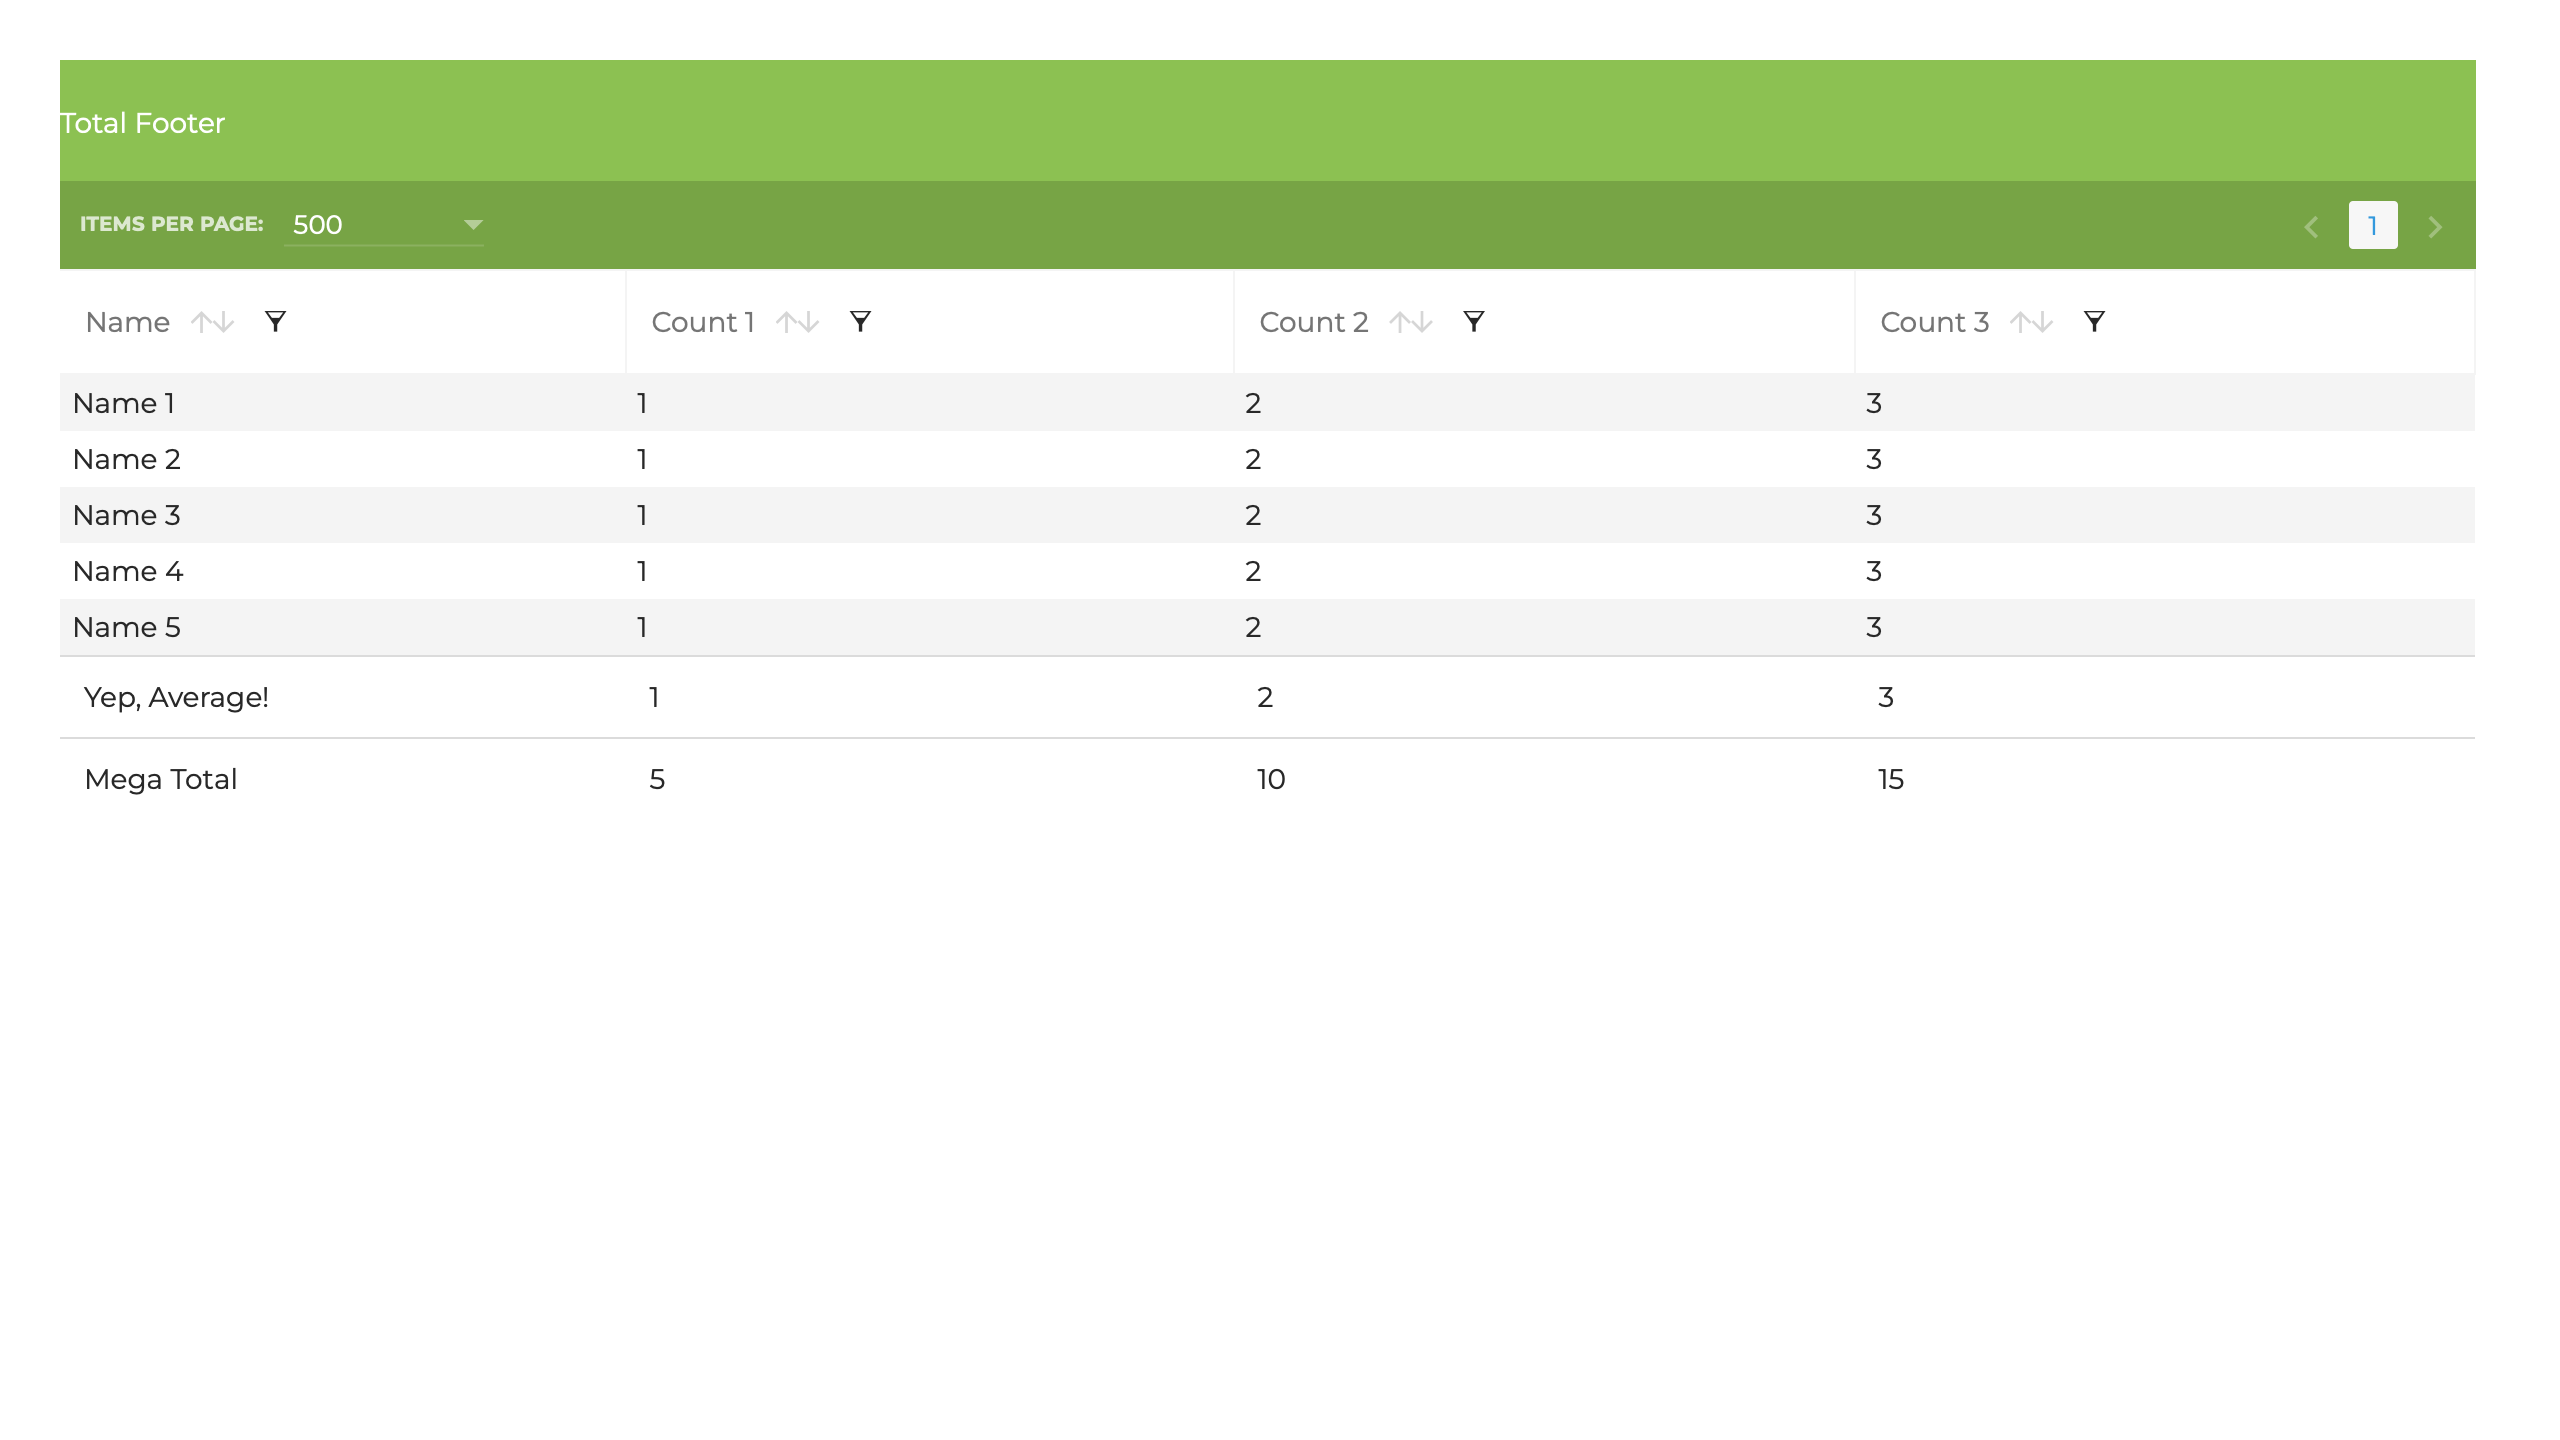 Total Footer
ITEMS PER PAGE: 500 1
Name Count 1 Count 2 Count 3
Name 1 1 2 3
Name 2 1 2 3
Name 3 1 2 3
Name 4 1 2 3
Name 5 1 2 3
Yep, Average! 1 2 3
Mega Total 5 10 15